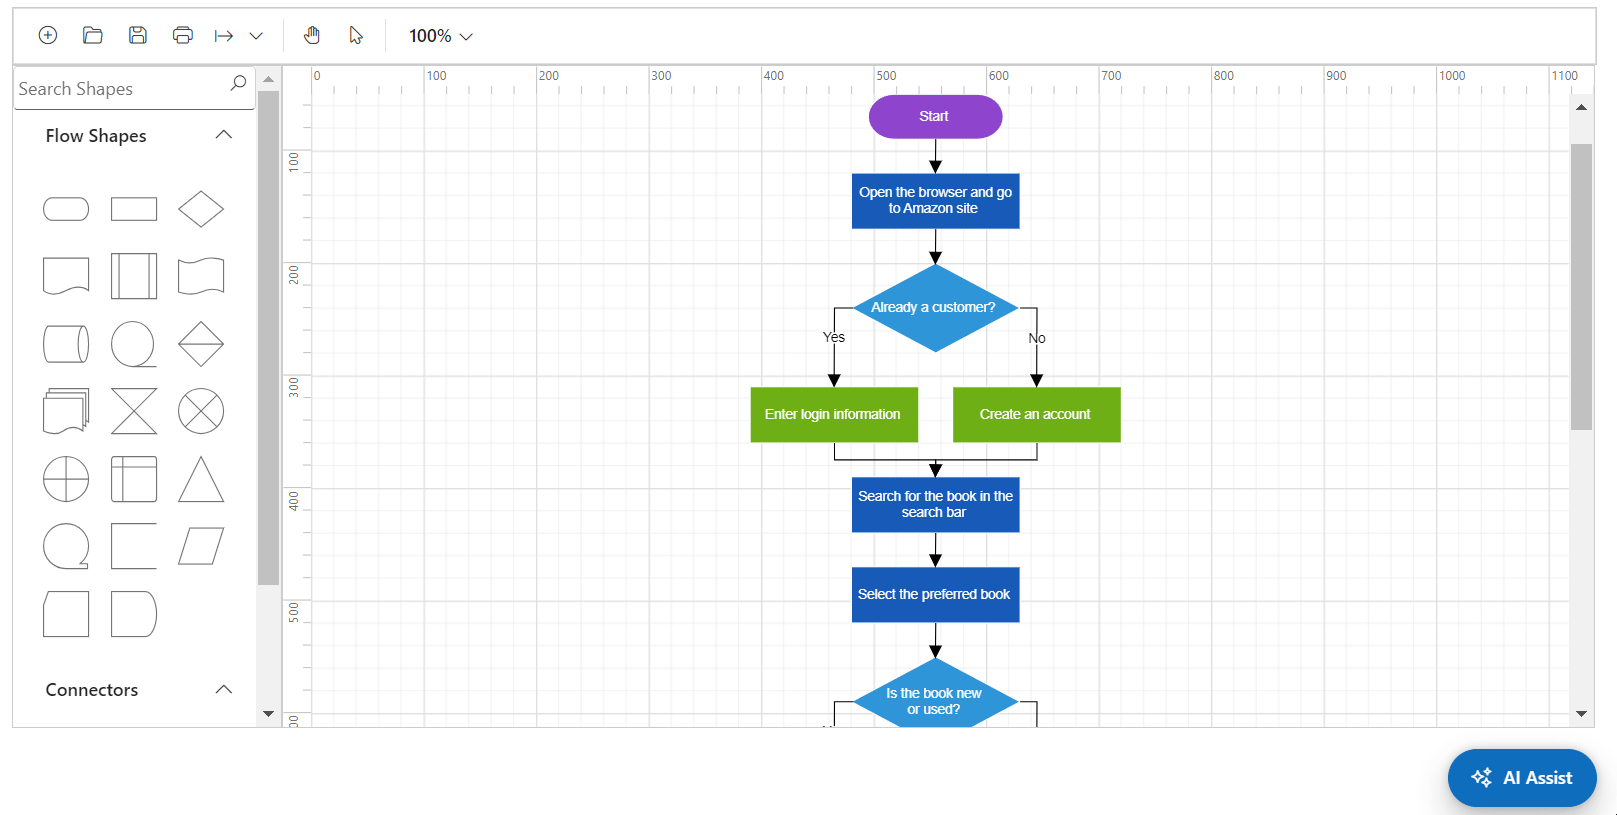 100%
Search Shapes
Flow Shapes
Connectors
0 100 200 300 400 500 600 700 800 900 1000 1100
100
200
300
400
500
Start
Open the browser and go
to Amazon site
Already a customer?
Yes
No
Enter login information
Create an account
Search for the book in the
search bar
Select the preferred book
Is the book new
or used?
AI Assist